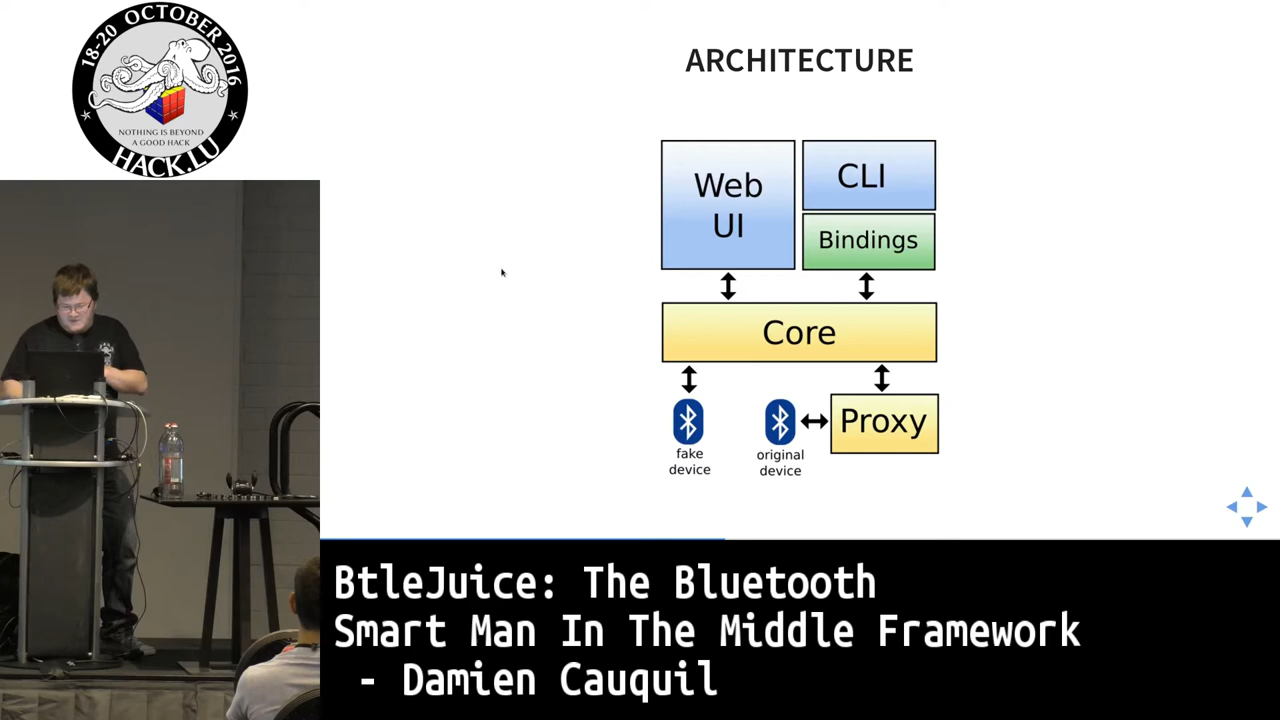 18-20 OCTOBER 2016
NOTHING IS BEYOND
A GOOD HACK
HACK.LU
ARCHITECTURE
Web
UI
CLI
Bindings
Core
fake
device
original
device
Proxy
BtleJuice: The Bluetooth
Smart Man In The Middle Framework
- Damien Cauquil